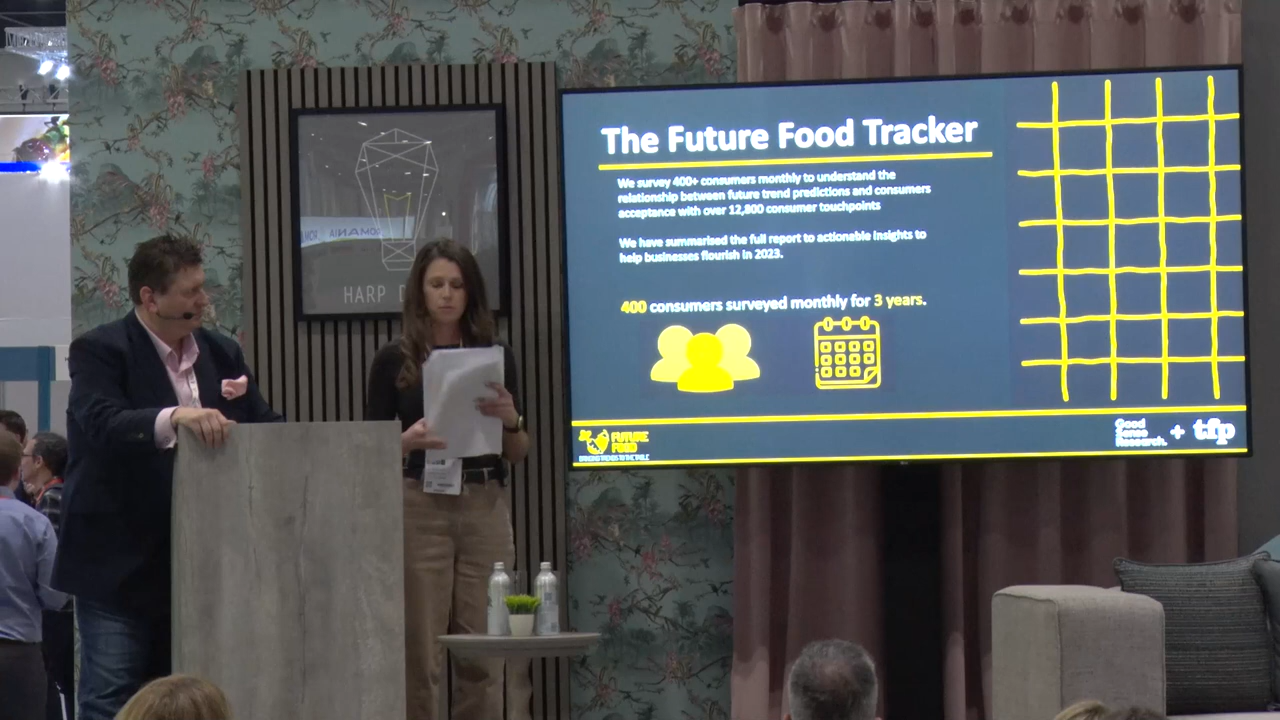 The Future Food Tracker
We survey 400+ consumers monthly to understand the
relationship between future trend predictions and consumers
acceptance with over 12,800 consumer touchpoints
We have summarised the full report to actionable insights to
help businesses flourish in 2023.
400 consumers surveyed monthly for 3 years.
FUTURE
FOOD
Good
Sense
Research.
+ tfp
HARP